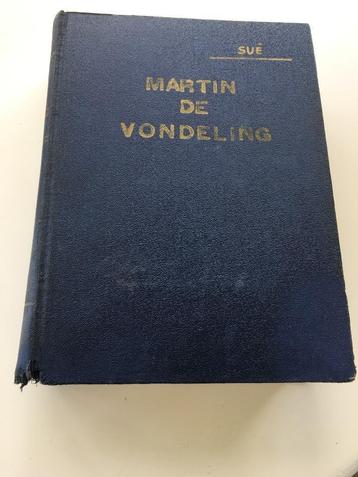 SUÉ
MARTIN
DE
VONDELING